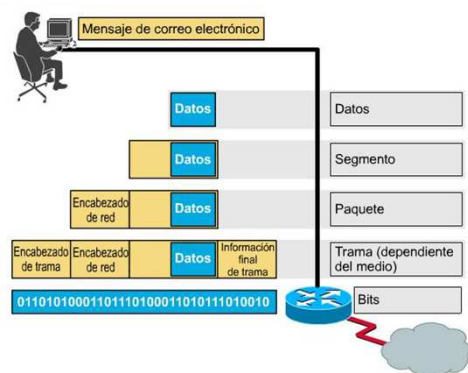 Mensaje de correo electrónico
Datos
Datos
Datos
Segmento
Encabezado
de red
Datos
Paquete
Encabezado
de trama
Encabezado
de red
Datos
Información
final
de trama
Trama (dependiente
del medio)
01101010001101110100011010111010010
Bits